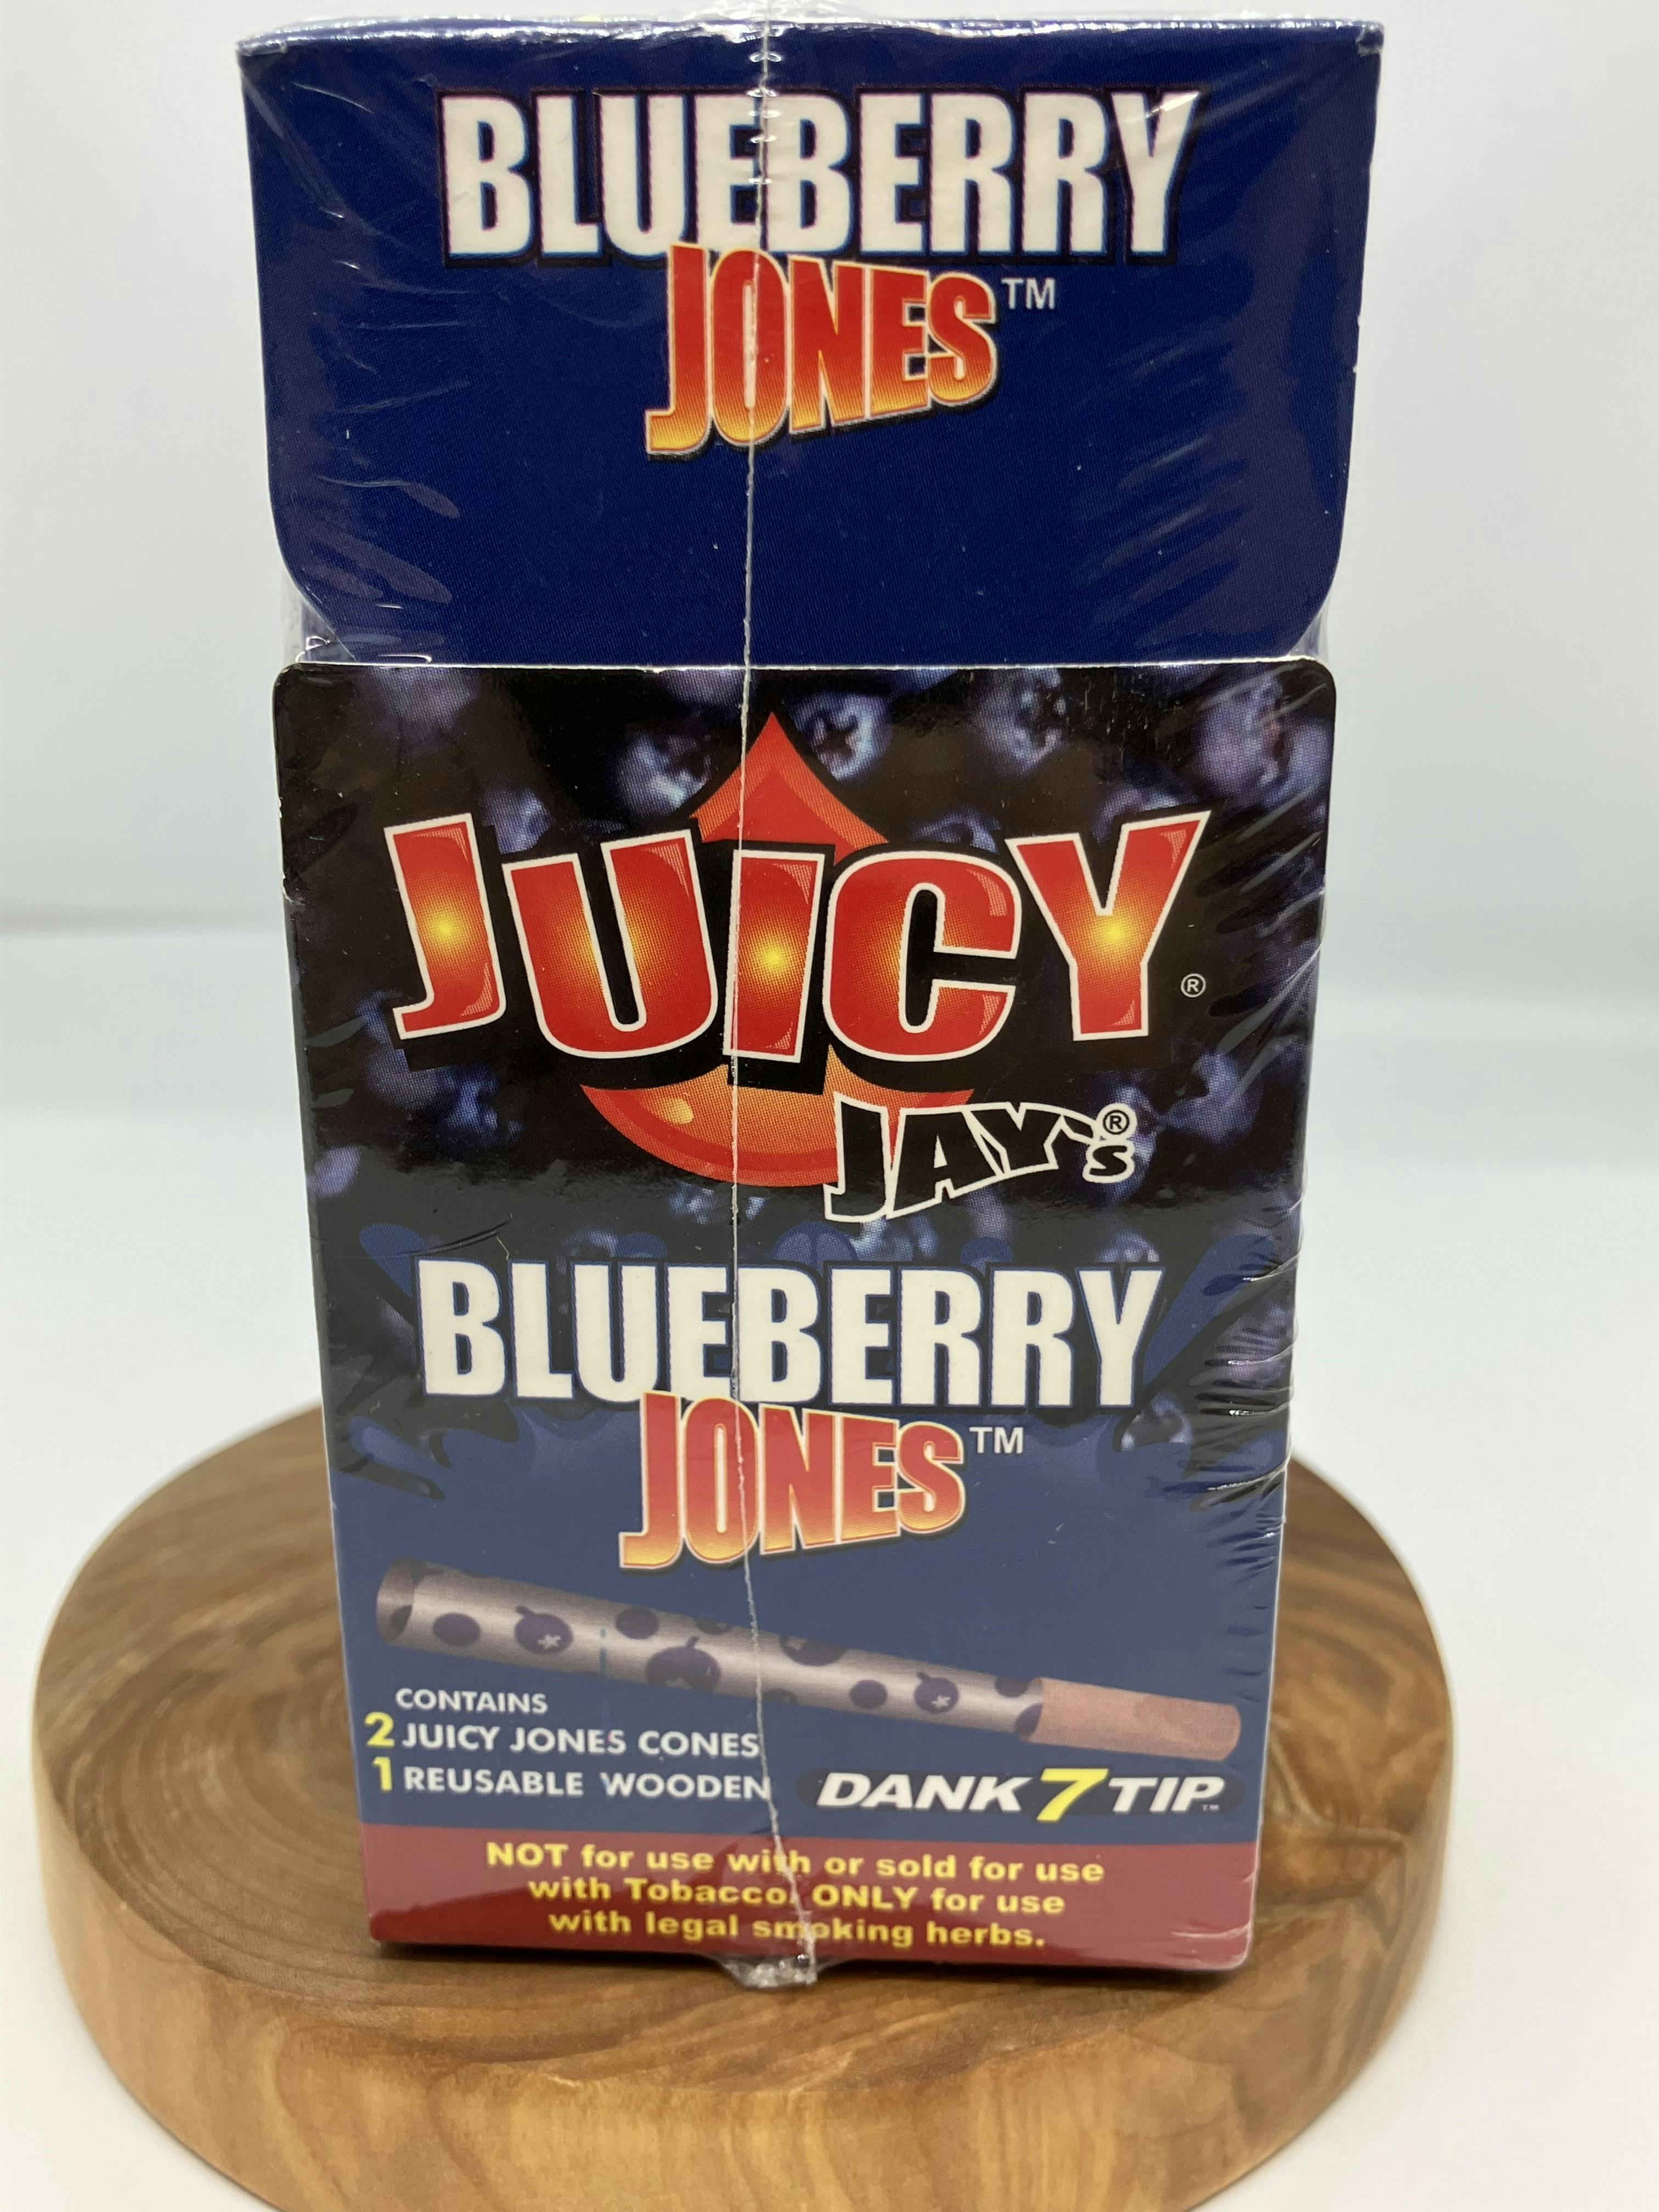 BLUEBERRY
JONES™
JUICY®
JAY's®
BLUEBERRY
JONES™
CONTAINS
2 JUICY JONES CONES
1 REUSABLE WOODEN DANK 7 TIP™
NOT for use with or sold for use
with Tobacco. ONLY for use
with legal smoking herbs.